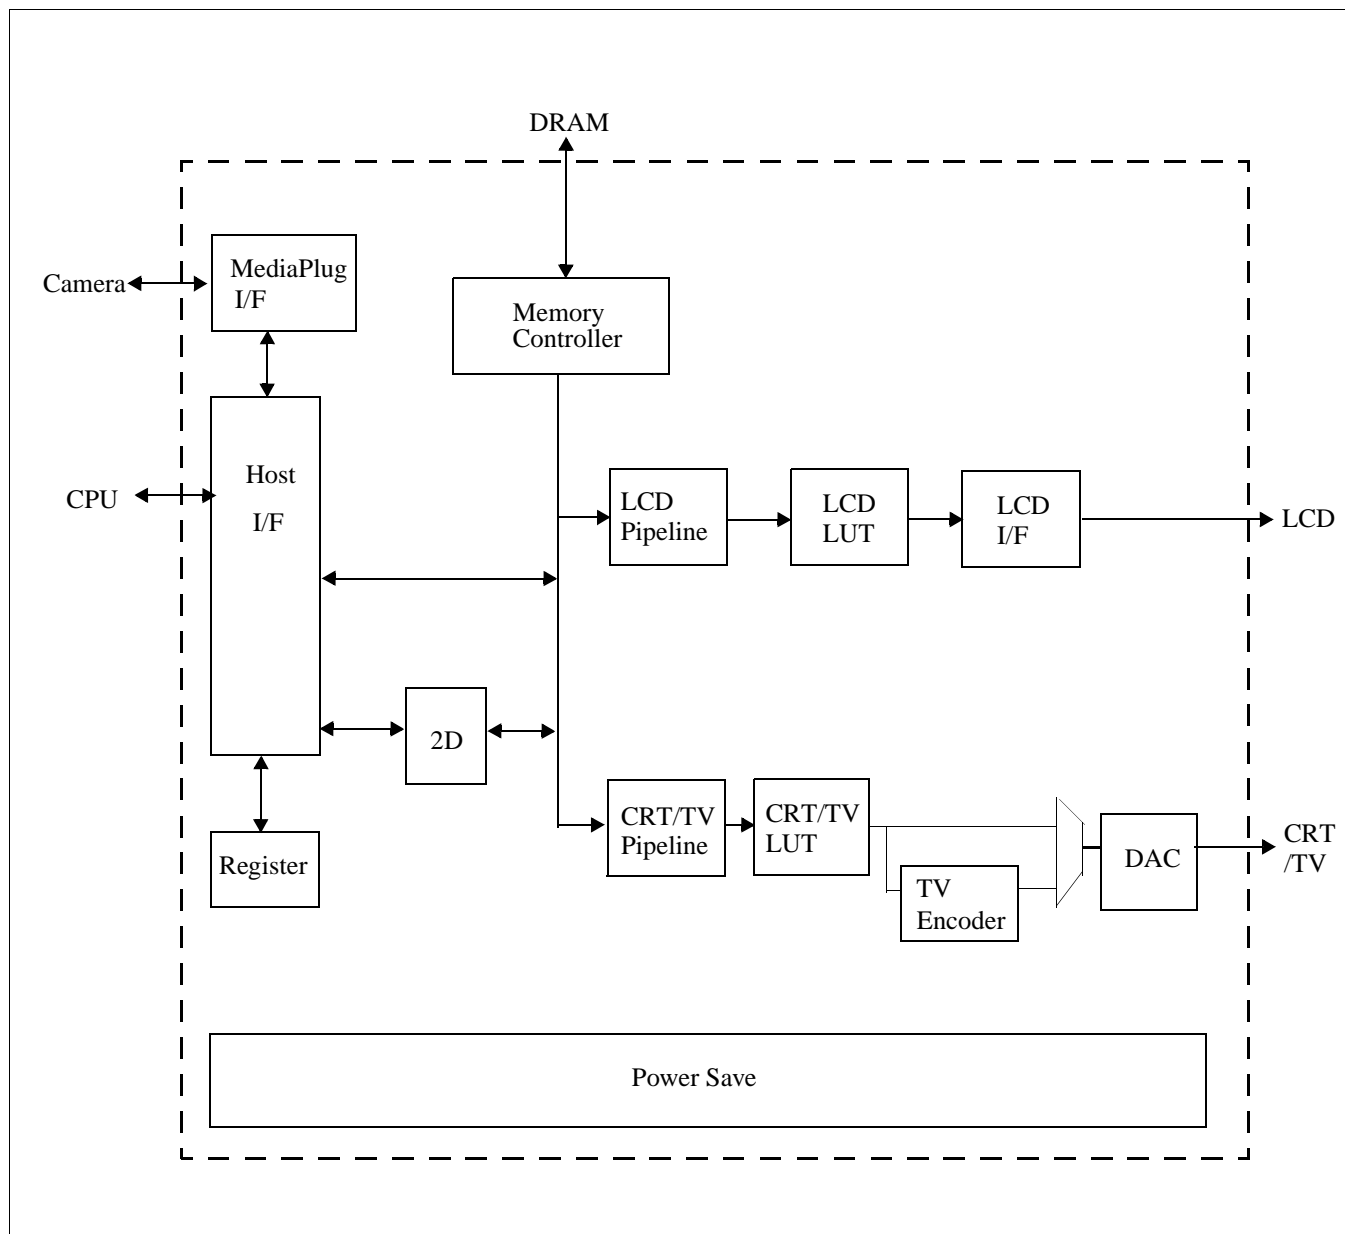 DRAM
MediaPlug
I/F
Camera
Memory
Controller
Host
I/F
CPU
LCD
Pipeline
LCD
LUT
LCD
I/F
LCD
2D
CRT/TV
Pipeline
CRT/TV
LUT
TV
Encoder
DAC
CRT
/TV
Register
Power Save